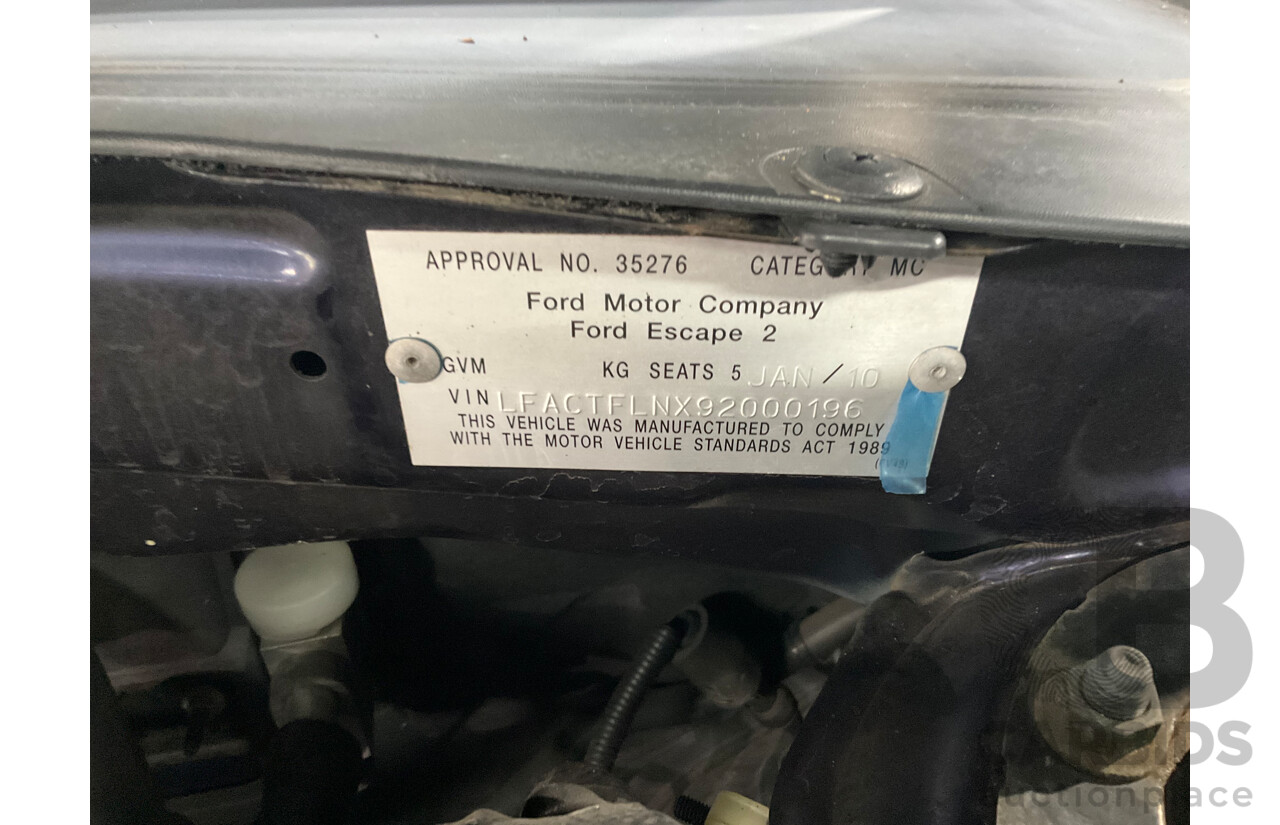 APPROVAL NO. 35276 CATEGORY MC
Ford Motor Company
Ford Escape 2
GVM KG SEATS 5 JAN/10
VIN LFACTFLNX92000196
THIS VEHICLE WAS MANUFACTURED TO COMPLY
WITH THE MOTOR VEHICLE STANDARDS ACT 1989
B
auctionplace